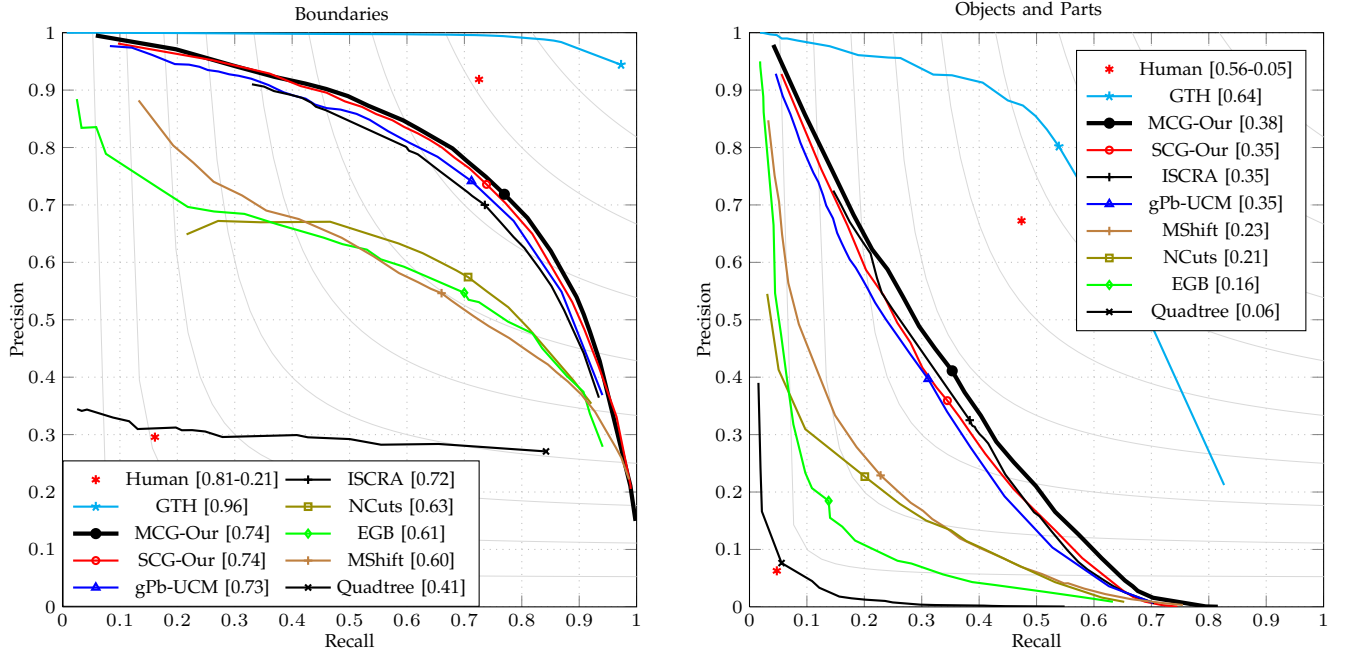 Boundaries
1
0.9
0.8
0.7
0.6
0.5
0.4
0.3
0.2
0.1
0
Precision
0.1
0.2
0.3
0.4
0.5
0.6
0.7
0.8
0.9
1
Recall
Human [0.81-0.21]
GTH [0.96]
MCG-Our [0.74]
SCG-Our [0.74]
gPb-UCM [0.73]
ISCRA [0.72]
NCuts [0.63]
EGB [0.61]
MShift [0.60]
Quadtree [0.41]
Objects and Parts
1
0.9
0.8
0.7
0.6
0.5
0.4
0.3
0.2
0.1
0
Precision
0
0.1
0.2
0.3
0.4
0.5
0.6
0.7
0.8
0.9
1
Recall
Human [0.56-0.05]
GTH [0.64]
MCG-Our [0.38]
SCG-Our [0.35]
ISCRA [0.35]
gPb-UCM [0.35]
MShift [0.23]
NCuts [0.21]
EGB [0.16]
Quadtree [0.06]